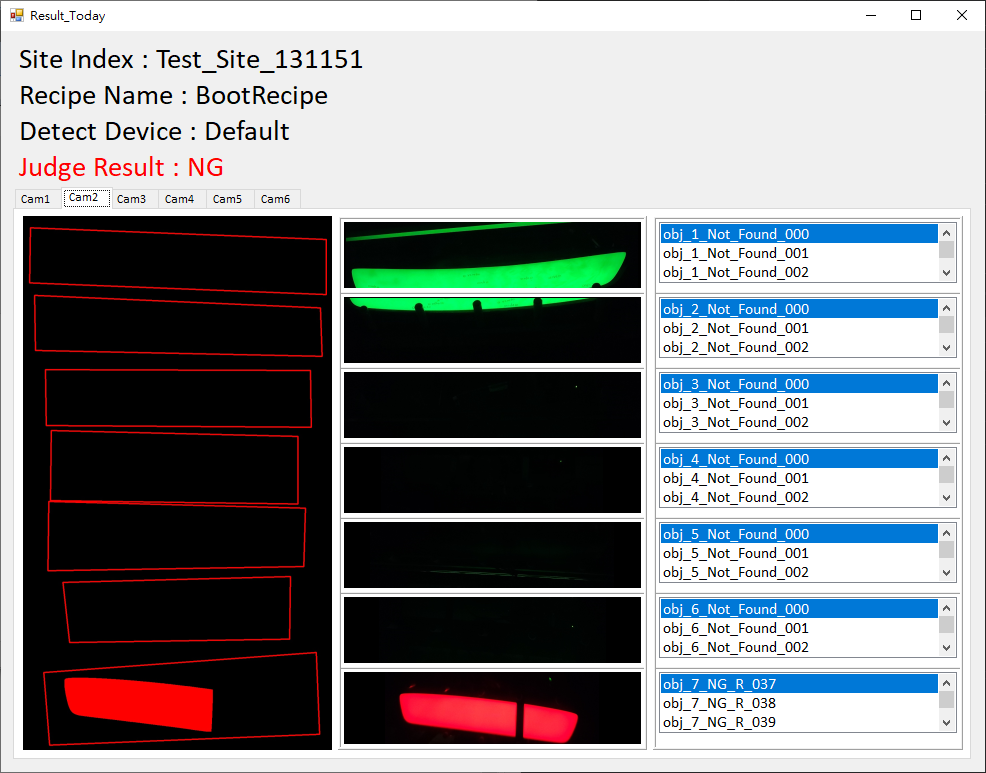 Result_Today
Site Index : Test_Site_131151
Recipe Name : BootRecipe
Detect Device : Default
Judge Result : NG
Cam1 Cam2 Cam3 Cam4 Cam5 Cam6
obj_1_Not_Found_000
obj_1_Not_Found_001
obj_1_Not_Found_002
obj_2_Not_Found_000
obj_2_Not_Found_001
obj_2_Not_Found_002
obj_3_Not_Found_000
obj_3_Not_Found_001
obj_3_Not_Found_002
obj_4_Not_Found_000
obj_4_Not_Found_001
obj_4_Not_Found_002
obj_5_Not_Found_000
obj_5_Not_Found_001
obj_5_Not_Found_002
obj_6_Not_Found_000
obj_6_Not_Found_001
obj_6_Not_Found_002
obj_7_NG_R_037
obj_7_NG_R_038
obj_7_NG_R_039